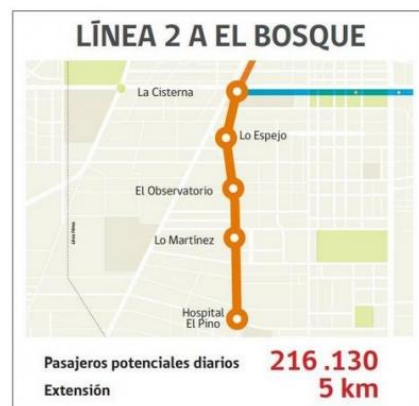 LÍNEA 2 A EL BOSQUE
La Cisterna
Lo Espejo
El Observatorio
Lo Martínez
Hospital
El Pino
Pasajeros potenciales diarios 216 .130
Extensión 5 km